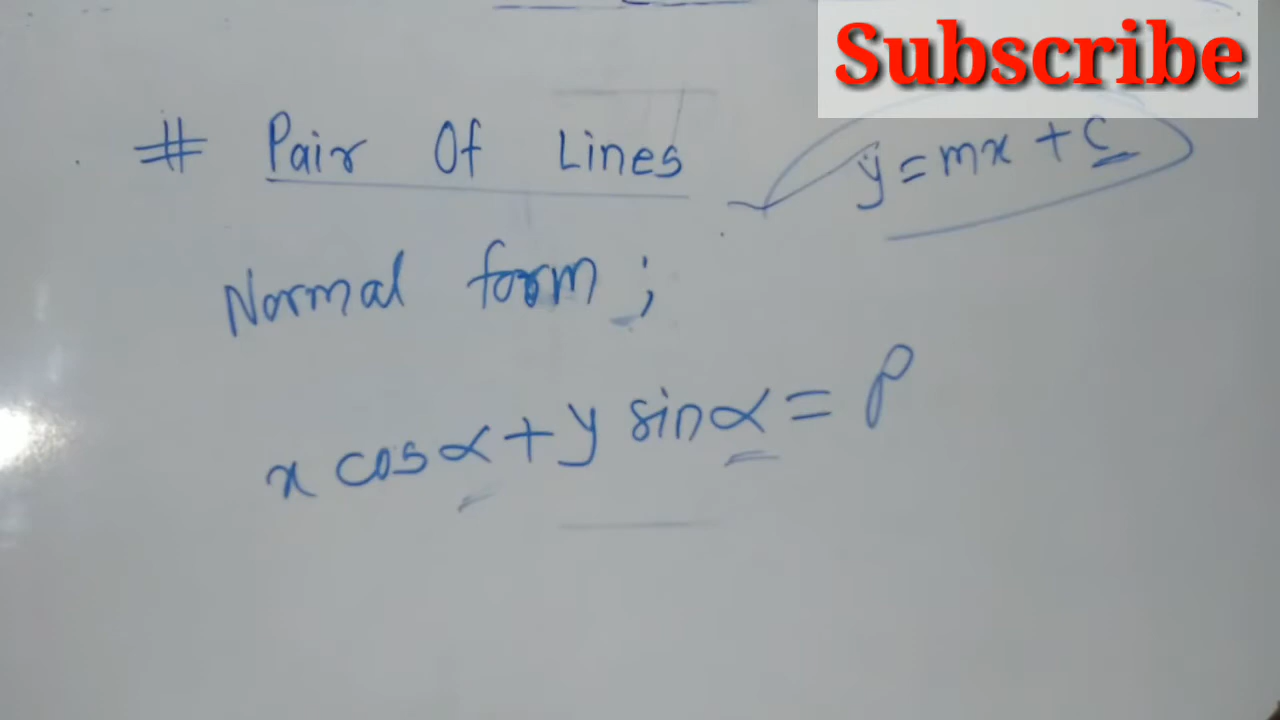 Subscribe
# Pair Of Lines
y = mx + c
Normal form;
x cosα + y sinα = P